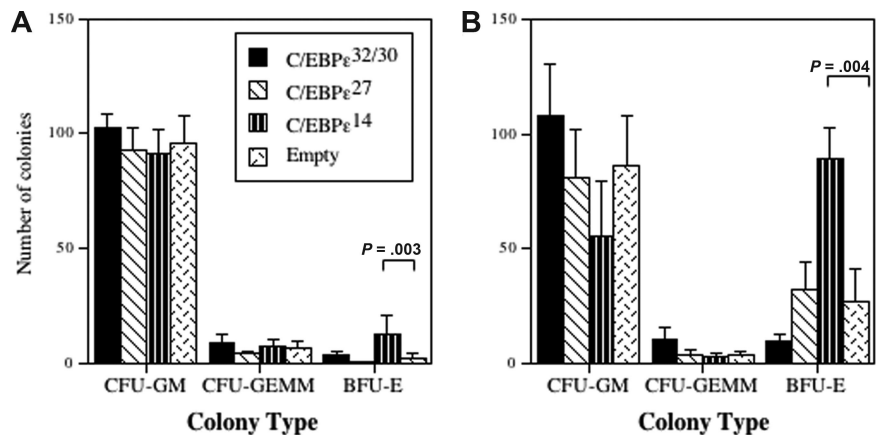 A
150
100
50
0
Number of colonies
C/EBPε32/30
C/EBPε27
C/EBPε14
Empty
P = .003
CFU-GM CFU-GEMM BFU-E
Colony Type
B
150
100
50
0
P = .004
CFU-GM CFU-GEMM BFU-E
Colony Type